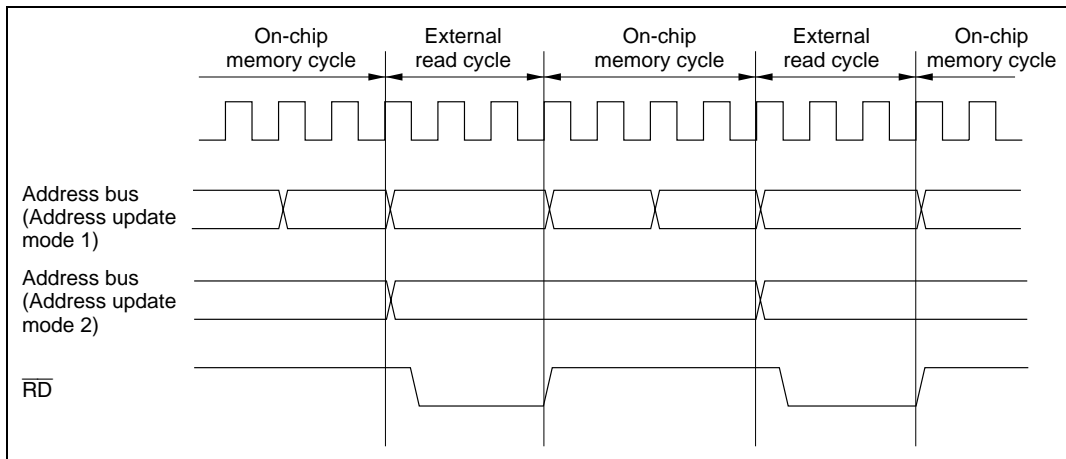 On-chip
memory cycle
External
read cycle
On-chip
memory cycle
External
read cycle
On-chip
memory cycle
Address bus
(Address update
mode 1)
Address bus
(Address update
mode 2)
R̅D̅